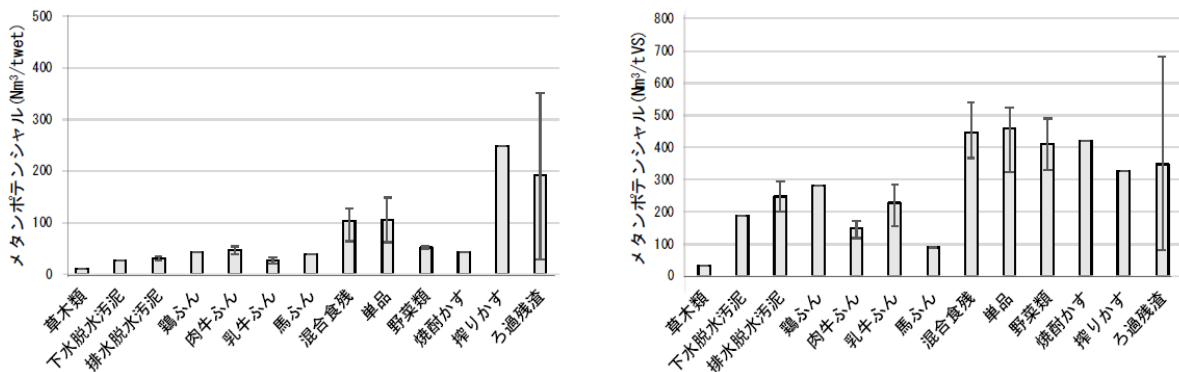 メタンポテンシャル(Nm³/twet)
500
400
300
200
100
0
草木類
下水脱水汚泥
排水脱水汚泥
鶏ふん
肉牛ふん
乳牛ふん
馬ふん
混合食残
単品
野菜類
焼酎かす
搾りかす
ろ過残渣
メタンポテンシャル(Nm³/tVS)
800
700
600
500
400
300
200
100
0
草木類
下水脱水汚泥
排水脱水汚泥
鶏ふん
肉牛ふん
乳牛ふん
馬ふん
混合食残
単品
野菜類
焼酎かす
搾りかす
ろ過残渣